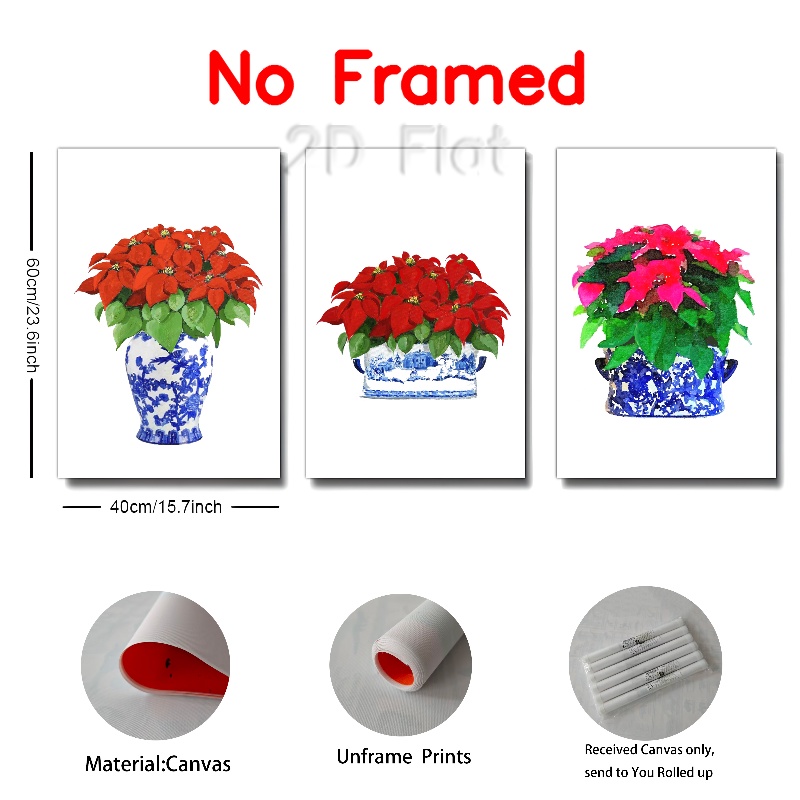 No Framed
2D Flat
60cm/23.6inch
40cm/15.7inch
Material:Canvas
Unframe Prints
Received Canvas only,
send to You Rolled up